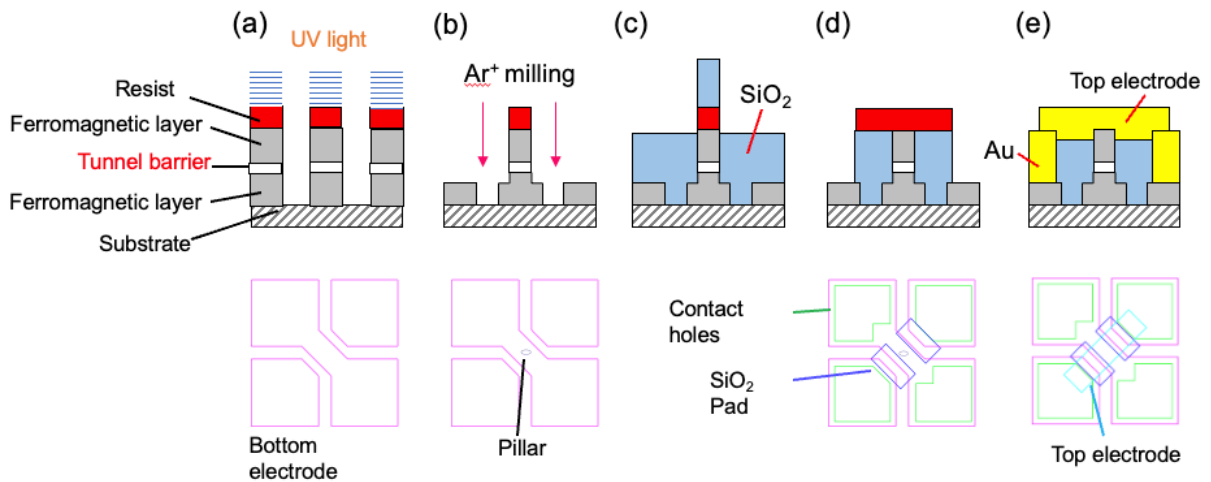 (a)
(b)
(c)
(d)
(e)
UV light
Ar+ milling
Resist
Ferromagnetic layer
Tunnel barrier
Ferromagnetic layer
Substrate
SiO2
Top electrode
Au
Bottom
electrode
Pillar
Contact
holes
SiO2
Pad
Top electrode